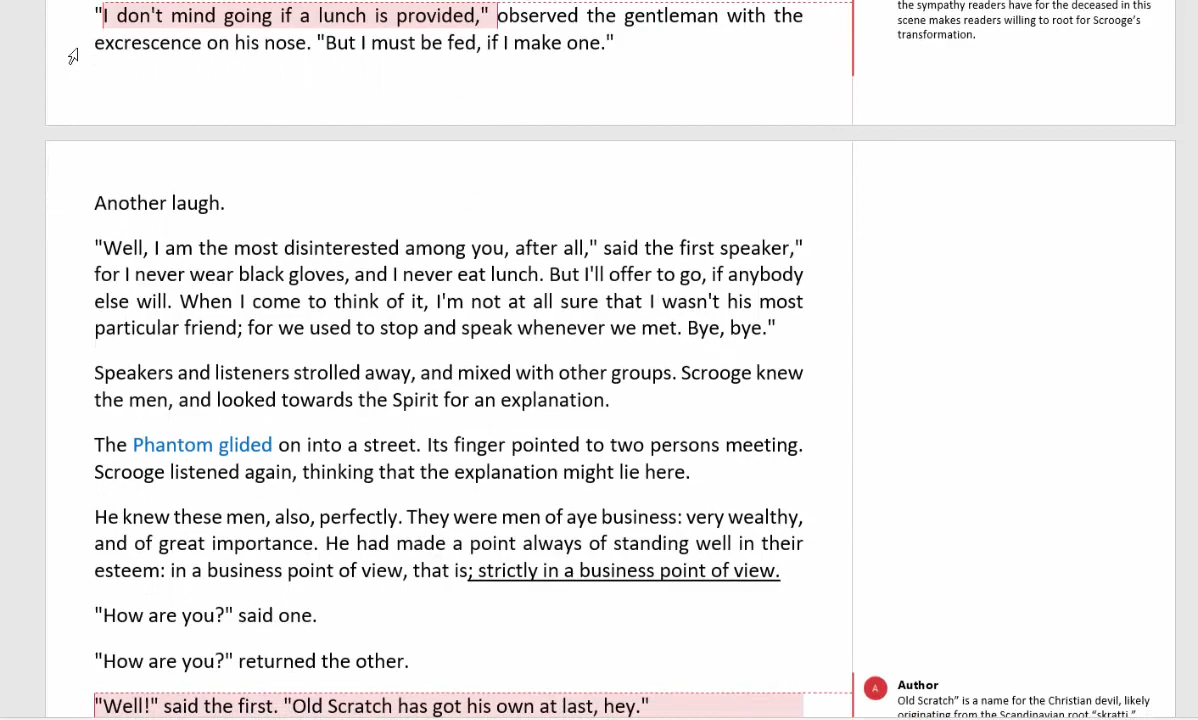 "I don't mind going if a lunch is provided," observed the gentleman with the
excrescence on his nose. "But I must be fed, if I make one."
the sympathy readers have for the deceased in this
scene makes readers willing to root for Scrooge's
transformation.
Another laugh.
"Well, I am the most disinterested among you, after all," said the first speaker,"
for I never wear black gloves, and I never eat lunch. But I'll offer to go, if anybody
else will. When I come to think of it, I'm not at all sure that I wasn't his most
particular friend; for we used to stop and speak whenever we met. Bye, bye."
Speakers and listeners strolled away, and mixed with other groups. Scrooge knew
the men, and looked towards the Spirit for an explanation.
The Phantom glided on into a street. Its finger pointed to two persons meeting.
Scrooge listened again, thinking that the explanation might lie here.
He knew these men, also, perfectly. They were men of aye business: very wealthy,
and of great importance. He had made a point always of standing well in their
esteem: in a business point of view, that is; strictly in a business point of view.
"How are you?" said one.
"How are you?" returned the other.
"Well!" said the first. "Old Scratch has got his own at last, hey."
A
Author
Old Scratch" is a name for the Christian devil, likely
originating from the Scandinavian root "skratti,"